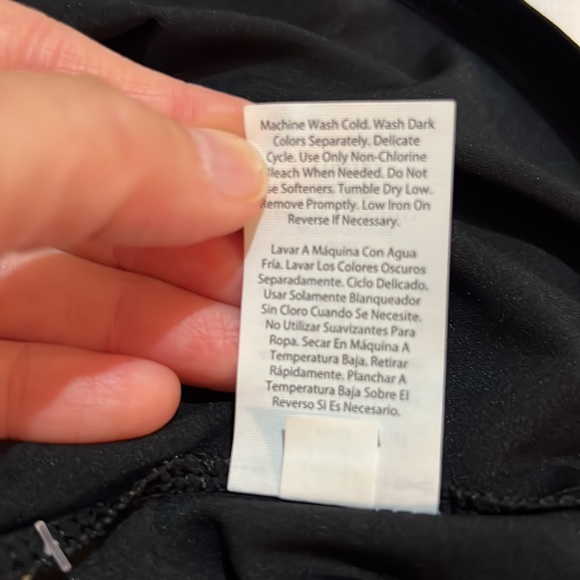 Machine Wash Cold. Wash Dark
Colors Separately. Delicate
Cycle. Use Only Non-Chlorine
Bleach When Needed. Do Not
se Softeners. Tumble Dry Low.
emove Promptly. Low Iron On
Reverse If Necessary.
Lavar A Máquina Con Agua
Fría. Lavar Los Colores Oscuros
Separadamente. Ciclo Delicado.
Usar Solamente Blanqueador
Sin Cloro Cuando Se Necesite.
No Utilizar Suavizantes Para
Ropa. Secar En Máquina A
Temperatura Baja. Retirar
Rápidamente. Planchar A
Temperatura Baja Sobre El
Reverso Si Es Necesario.